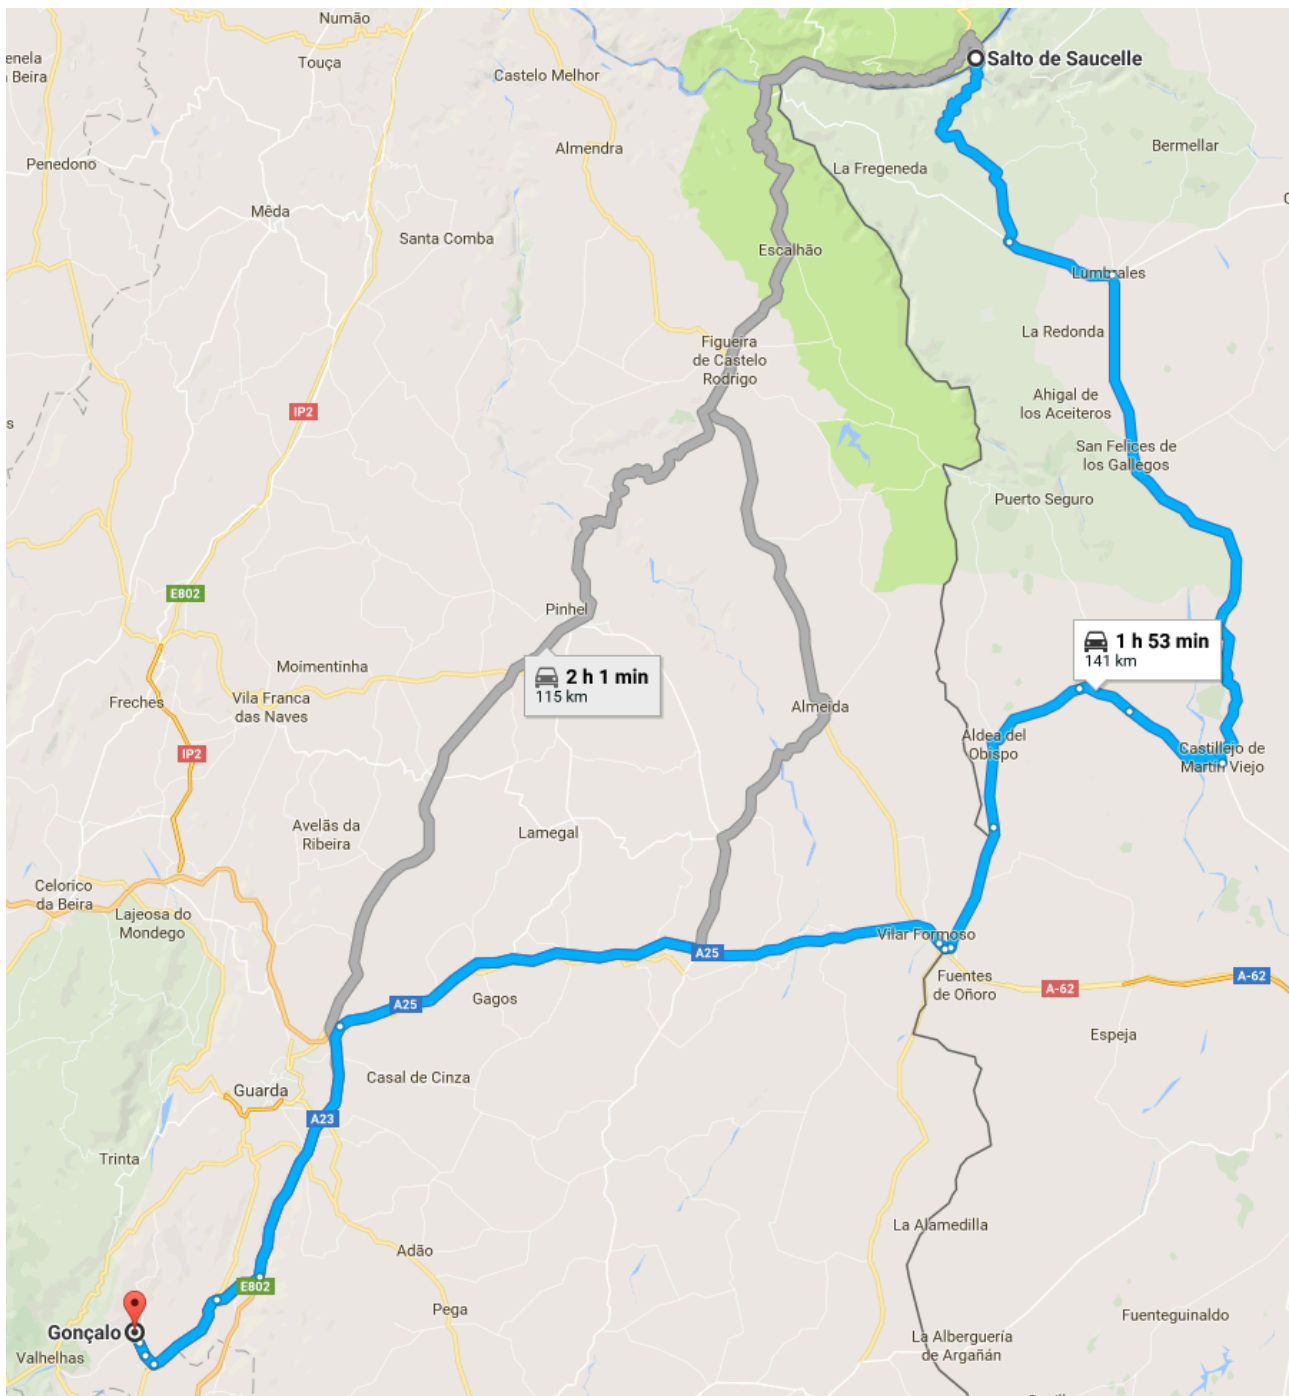 Numão
Touça
enela
a Beira
Castelo Melhor
Salto de Saucelle
Almendra
Bermellar
Penedono
La Fregeneda
Mêda
Santa Comba
Escalhão
Lumbrales
La Redonda
Figueira
de Castelo
Rodrigo
Ahigal de
los Aceiteros
IP2
s
San Felices de
los Gallegos
Puerto Seguro
E802
Pinhel
1 h 53 min
141 km
Moimentinha
2 h 1 min
115 km
Freches
Vila Franca
das Naves
Almeida
Aldea del
Obispo
IP2
Castillejo de
Martín Viejo
Avelãs da
Ribeira
Lamegal
Celorico
da Beira
Lajeosa do
Mondego
Vilar Formoso
A25
Fuentes
de Oñoro
A-62
A-62
A25
Gagos
Espeja
Casal de Cinza
Guarda
A23
Trinta
La Alamedilla
Adão
E802
Pega
Fuenteguinaldo
Gonçalo
La Alberguería
de Argañán
Valhelhas